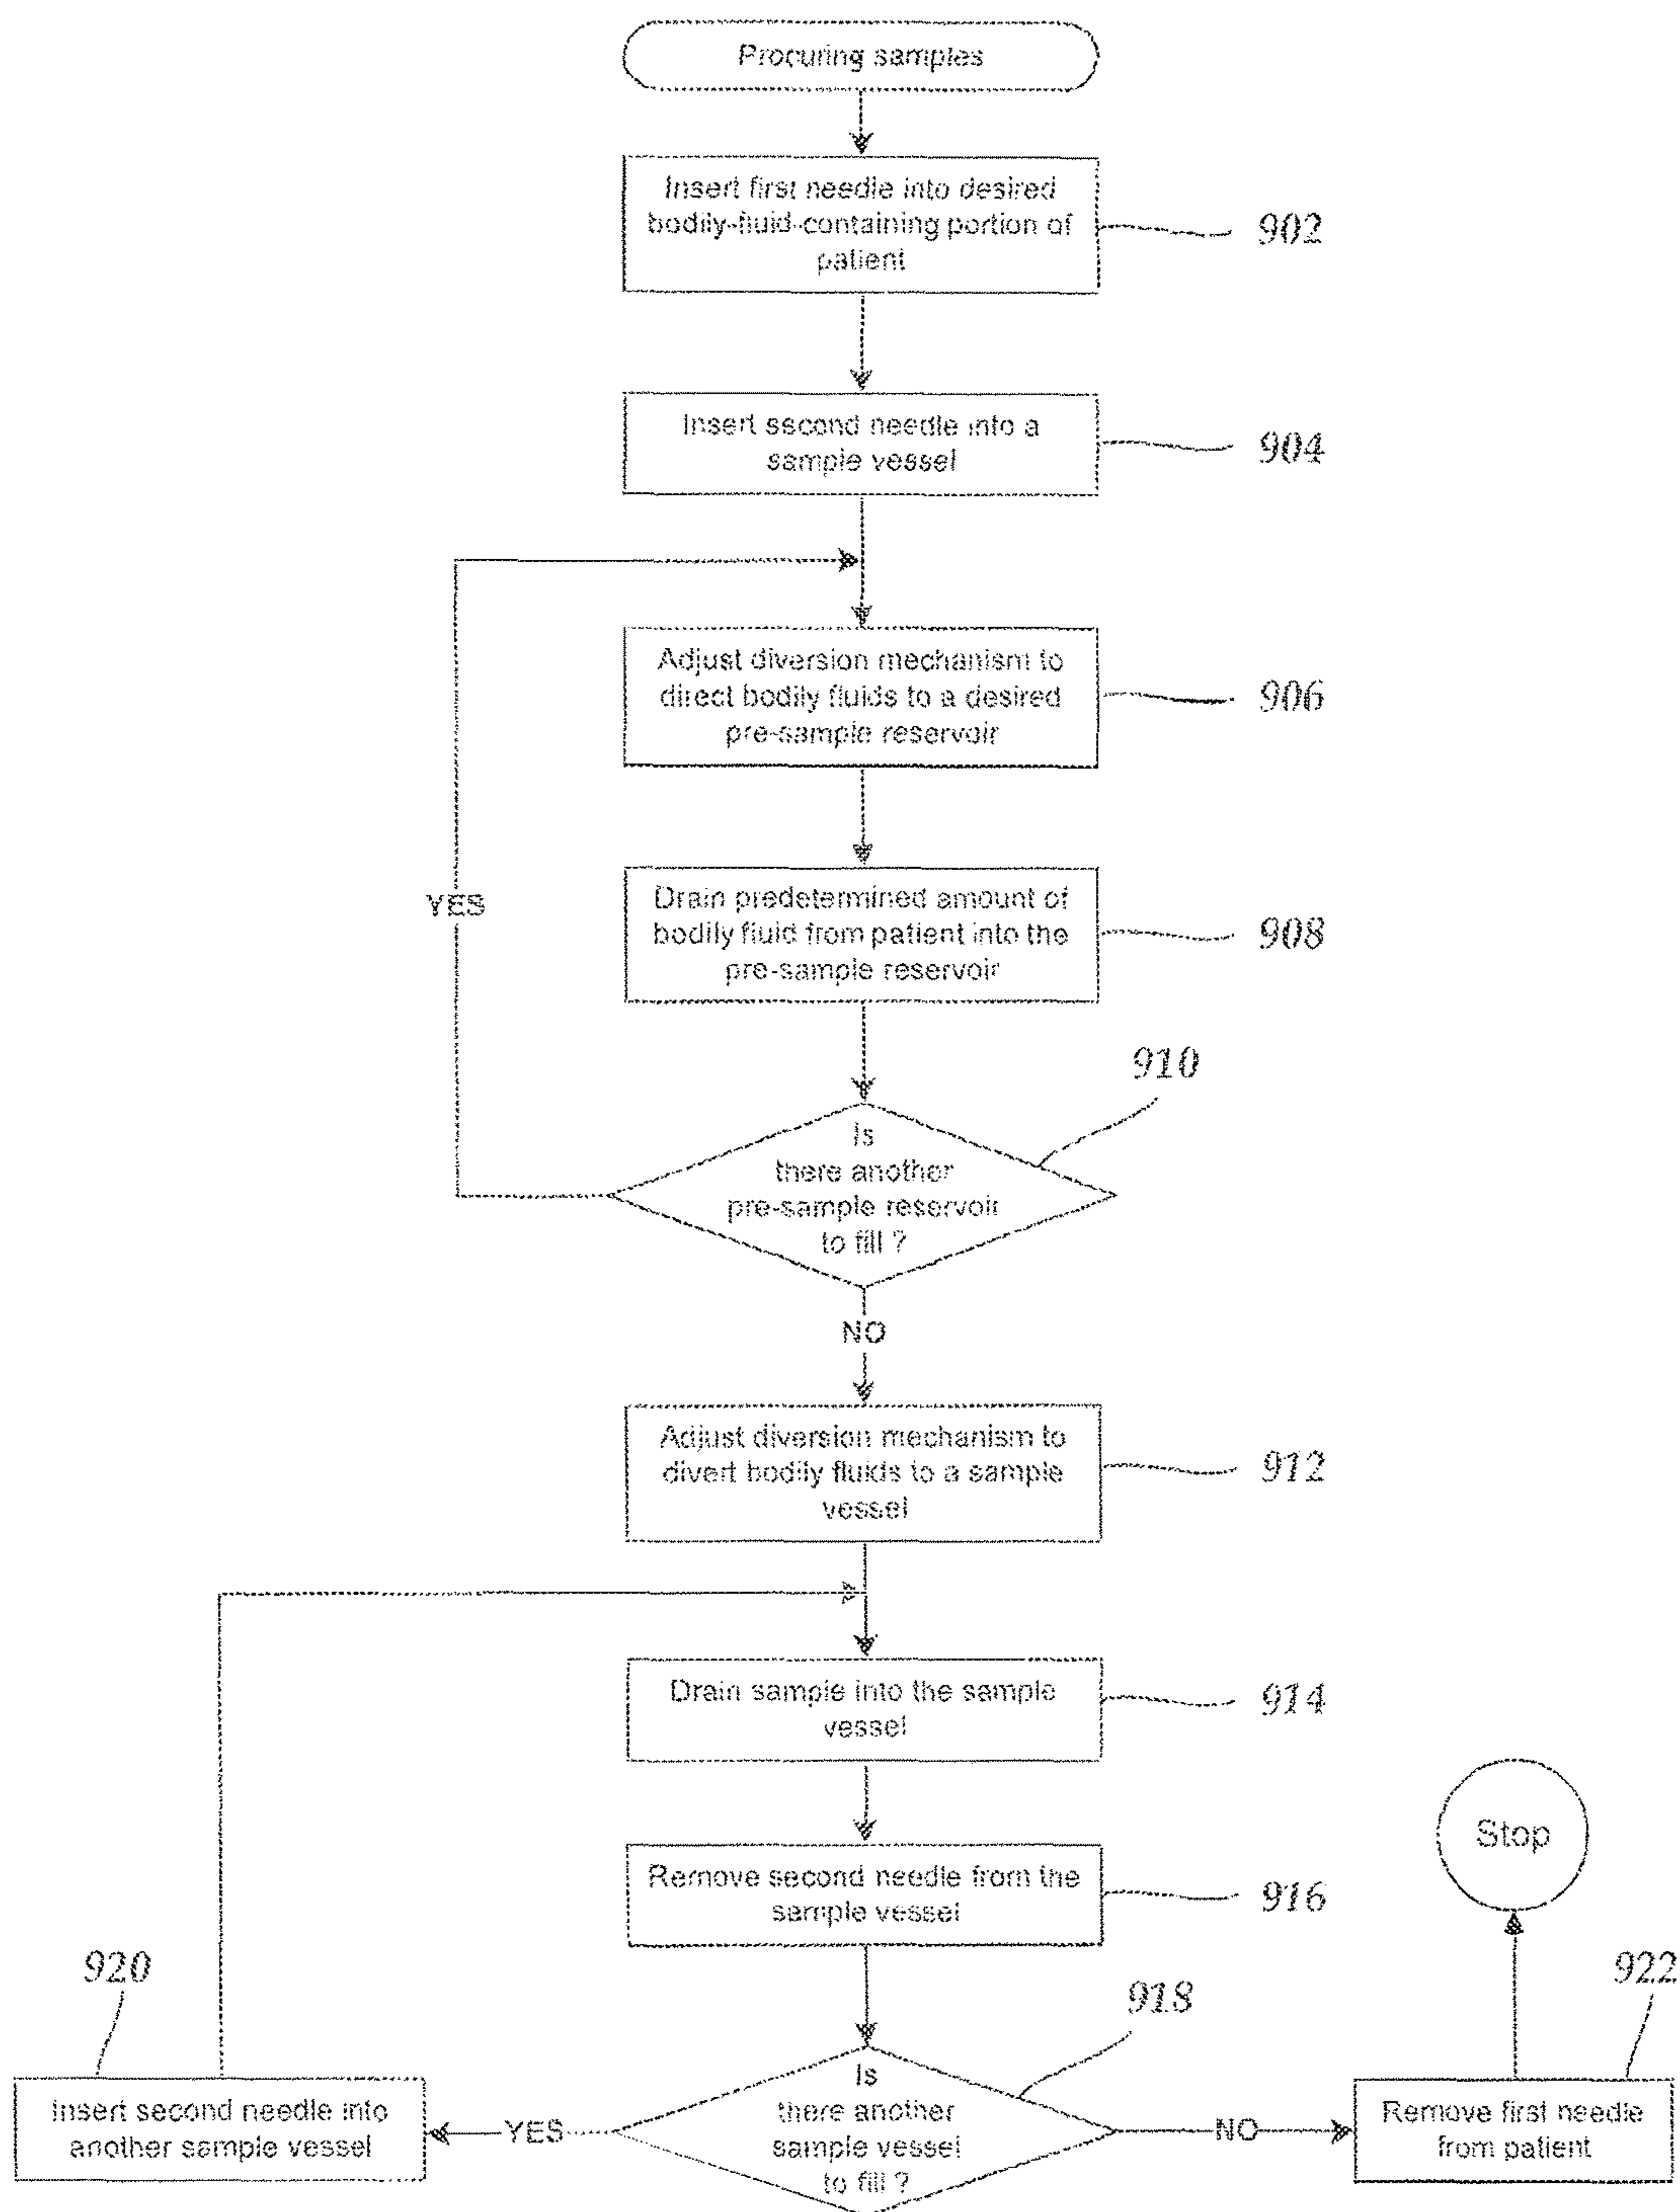 Procuring samples
Insert first needle into desired
bodily-fluid-containing portion of
patient
902
Insert second needle into a
sample vessel
904
Adjust diversion mechanism to
direct bodily fluids to a desired
pre-sample reservoir
906
YES
Drain predetermined amount of
bodily fluid from patient into the
pre-sample reservoir
908
910
Is
there another
pre-sample reservoir
to fill ?
NO
Adjust diversion mechanism to
divert bodily fluids to a sample
vessel
912
Drain sample into the sample
vessel
914
Remove second needle from the
sample vessel
916
Stop
920
918
922
Insert second needle into
another sample vessel
YES
Is
there another
sample vessel
to fill ?
NO
Remove first needle
from patient